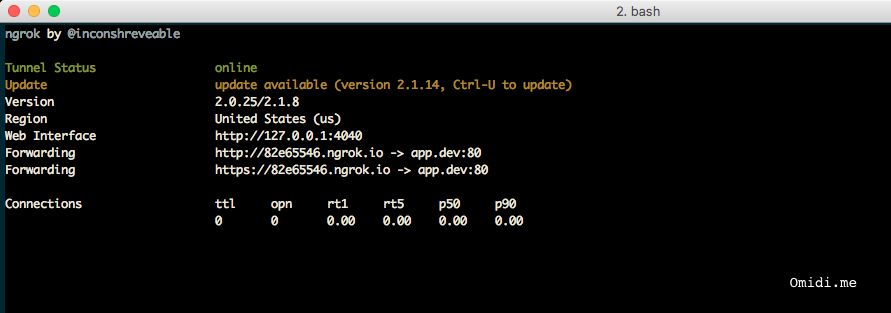 2. bash
ngrok by @inconshreveable
Tunnel Status online
Update update available (version 2.1.14, Ctrl-U to update)
Version 2.0.25/2.1.8
Region United States (us)
Web Interface http://127.0.0.1:4040
Forwarding http://82e65546.ngrok.io -> app.dev:80
Forwarding https://82e65546.ngrok.io -> app.dev:80
Connections ttl opn rt1 rt5 p50 p90
0 0 0.00 0.00 0.00 0.00
Omidi.me